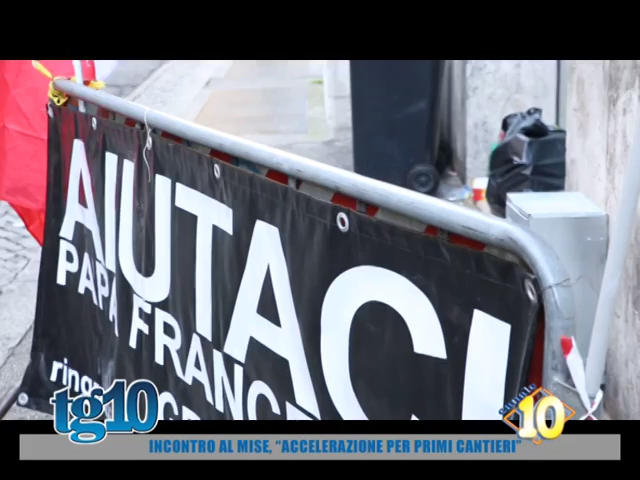 AIUTACI
PAPA FRANCE
tg10
Canale
10
INCONTRO AL MISE, "ACCELERAZIONE PER PRIMI CANTIERI"